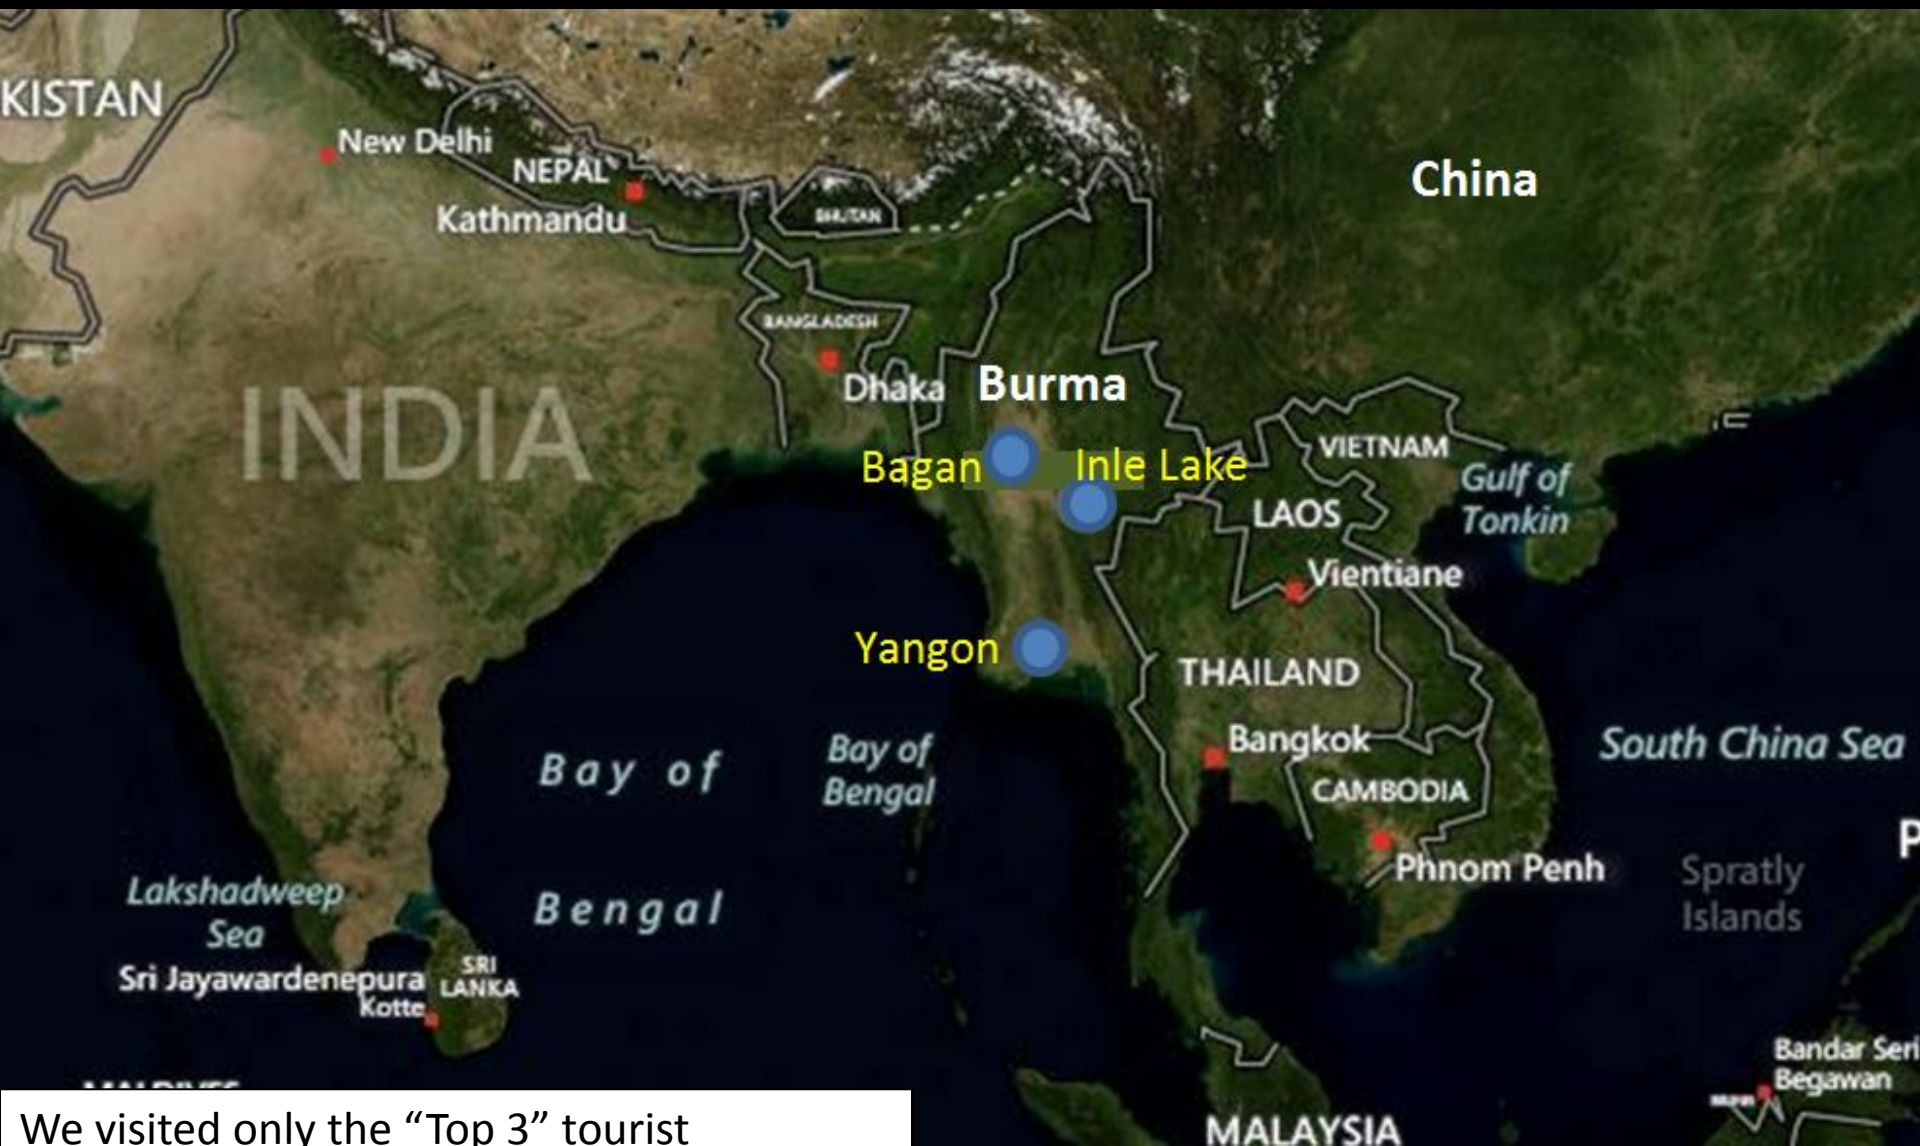 KISTAN
New Delhi
NEPAL
Kathmandu
BHUTAN
China
BANGLADESH
Dhaka
Burma
INDIA
Bagan
Inle Lake
VIETNAM
Gulf of
Tonkin
LAOS
Vientiane
Yangon
THAILAND
Bangkok
Bay of
Bengal
Bay of
Bengal
South China Sea
CAMBODIA
P
Phnom Penh
Spratly
Islands
Lakshadweep
Sea
Sri Jayawardenepura
Kotte
SRI
LANKA
Bandar Seri
Begawan
MALDIVES
MALAYSIA
We visited only the “Top 3” tourist